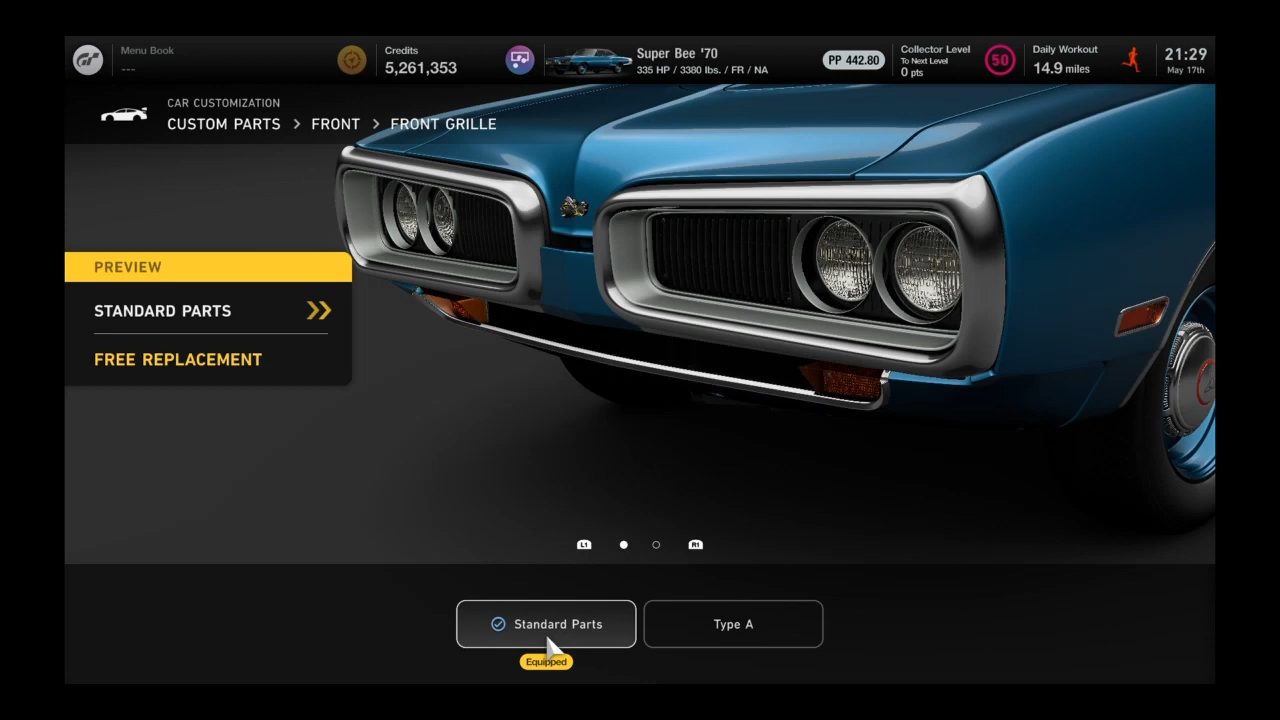 Menu Book
---
Credits
5,261,353
Super Bee '70
335 HP / 3380 lbs. / FR / NA
PP 442.80
Collector Level
To Next Level
0 pts
50
Daily Workout
14.9 miles
21:29
May 17th
CAR CUSTOMIZATION
CUSTOM PARTS > FRONT > FRONT GRILLE
PREVIEW
STANDARD PARTS
FREE REPLACEMENT
L1
R1
Standard Parts
Type A
Equipped